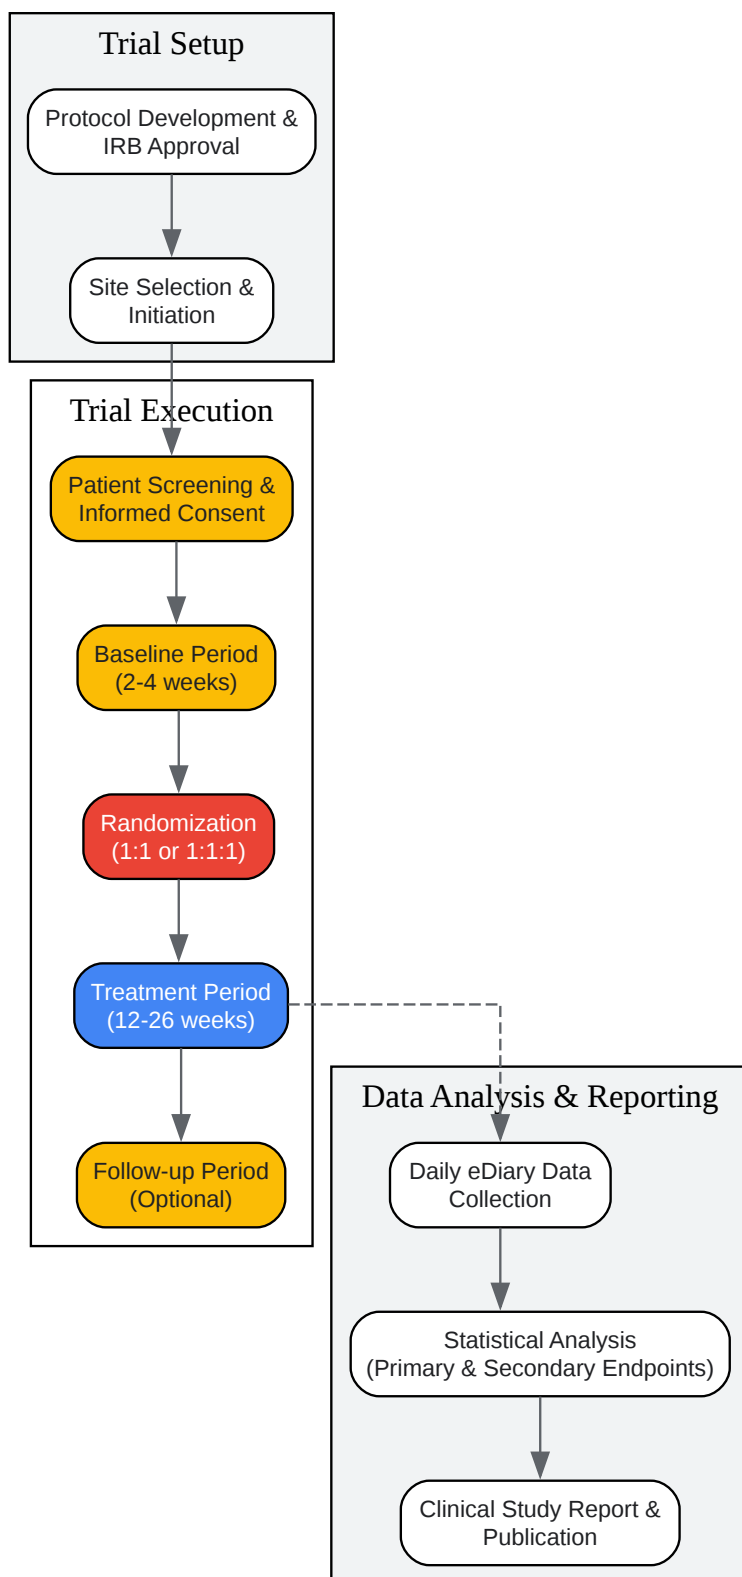 Trial Setup
Protocol Development &
IRB Approval
Site Selection &
Initiation
Trial Execution
Patient Screening &
Informed Consent
Baseline Period
(2-4 weeks)
Randomization
(1:1 or 1:1:1)
Treatment Period
(12-26 weeks)
Follow-up Period
(Optional)
Data Analysis & Reporting
Daily eDiary Data
Collection
Statistical Analysis
(Primary & Secondary Endpoints)
Clinical Study Report &
Publication